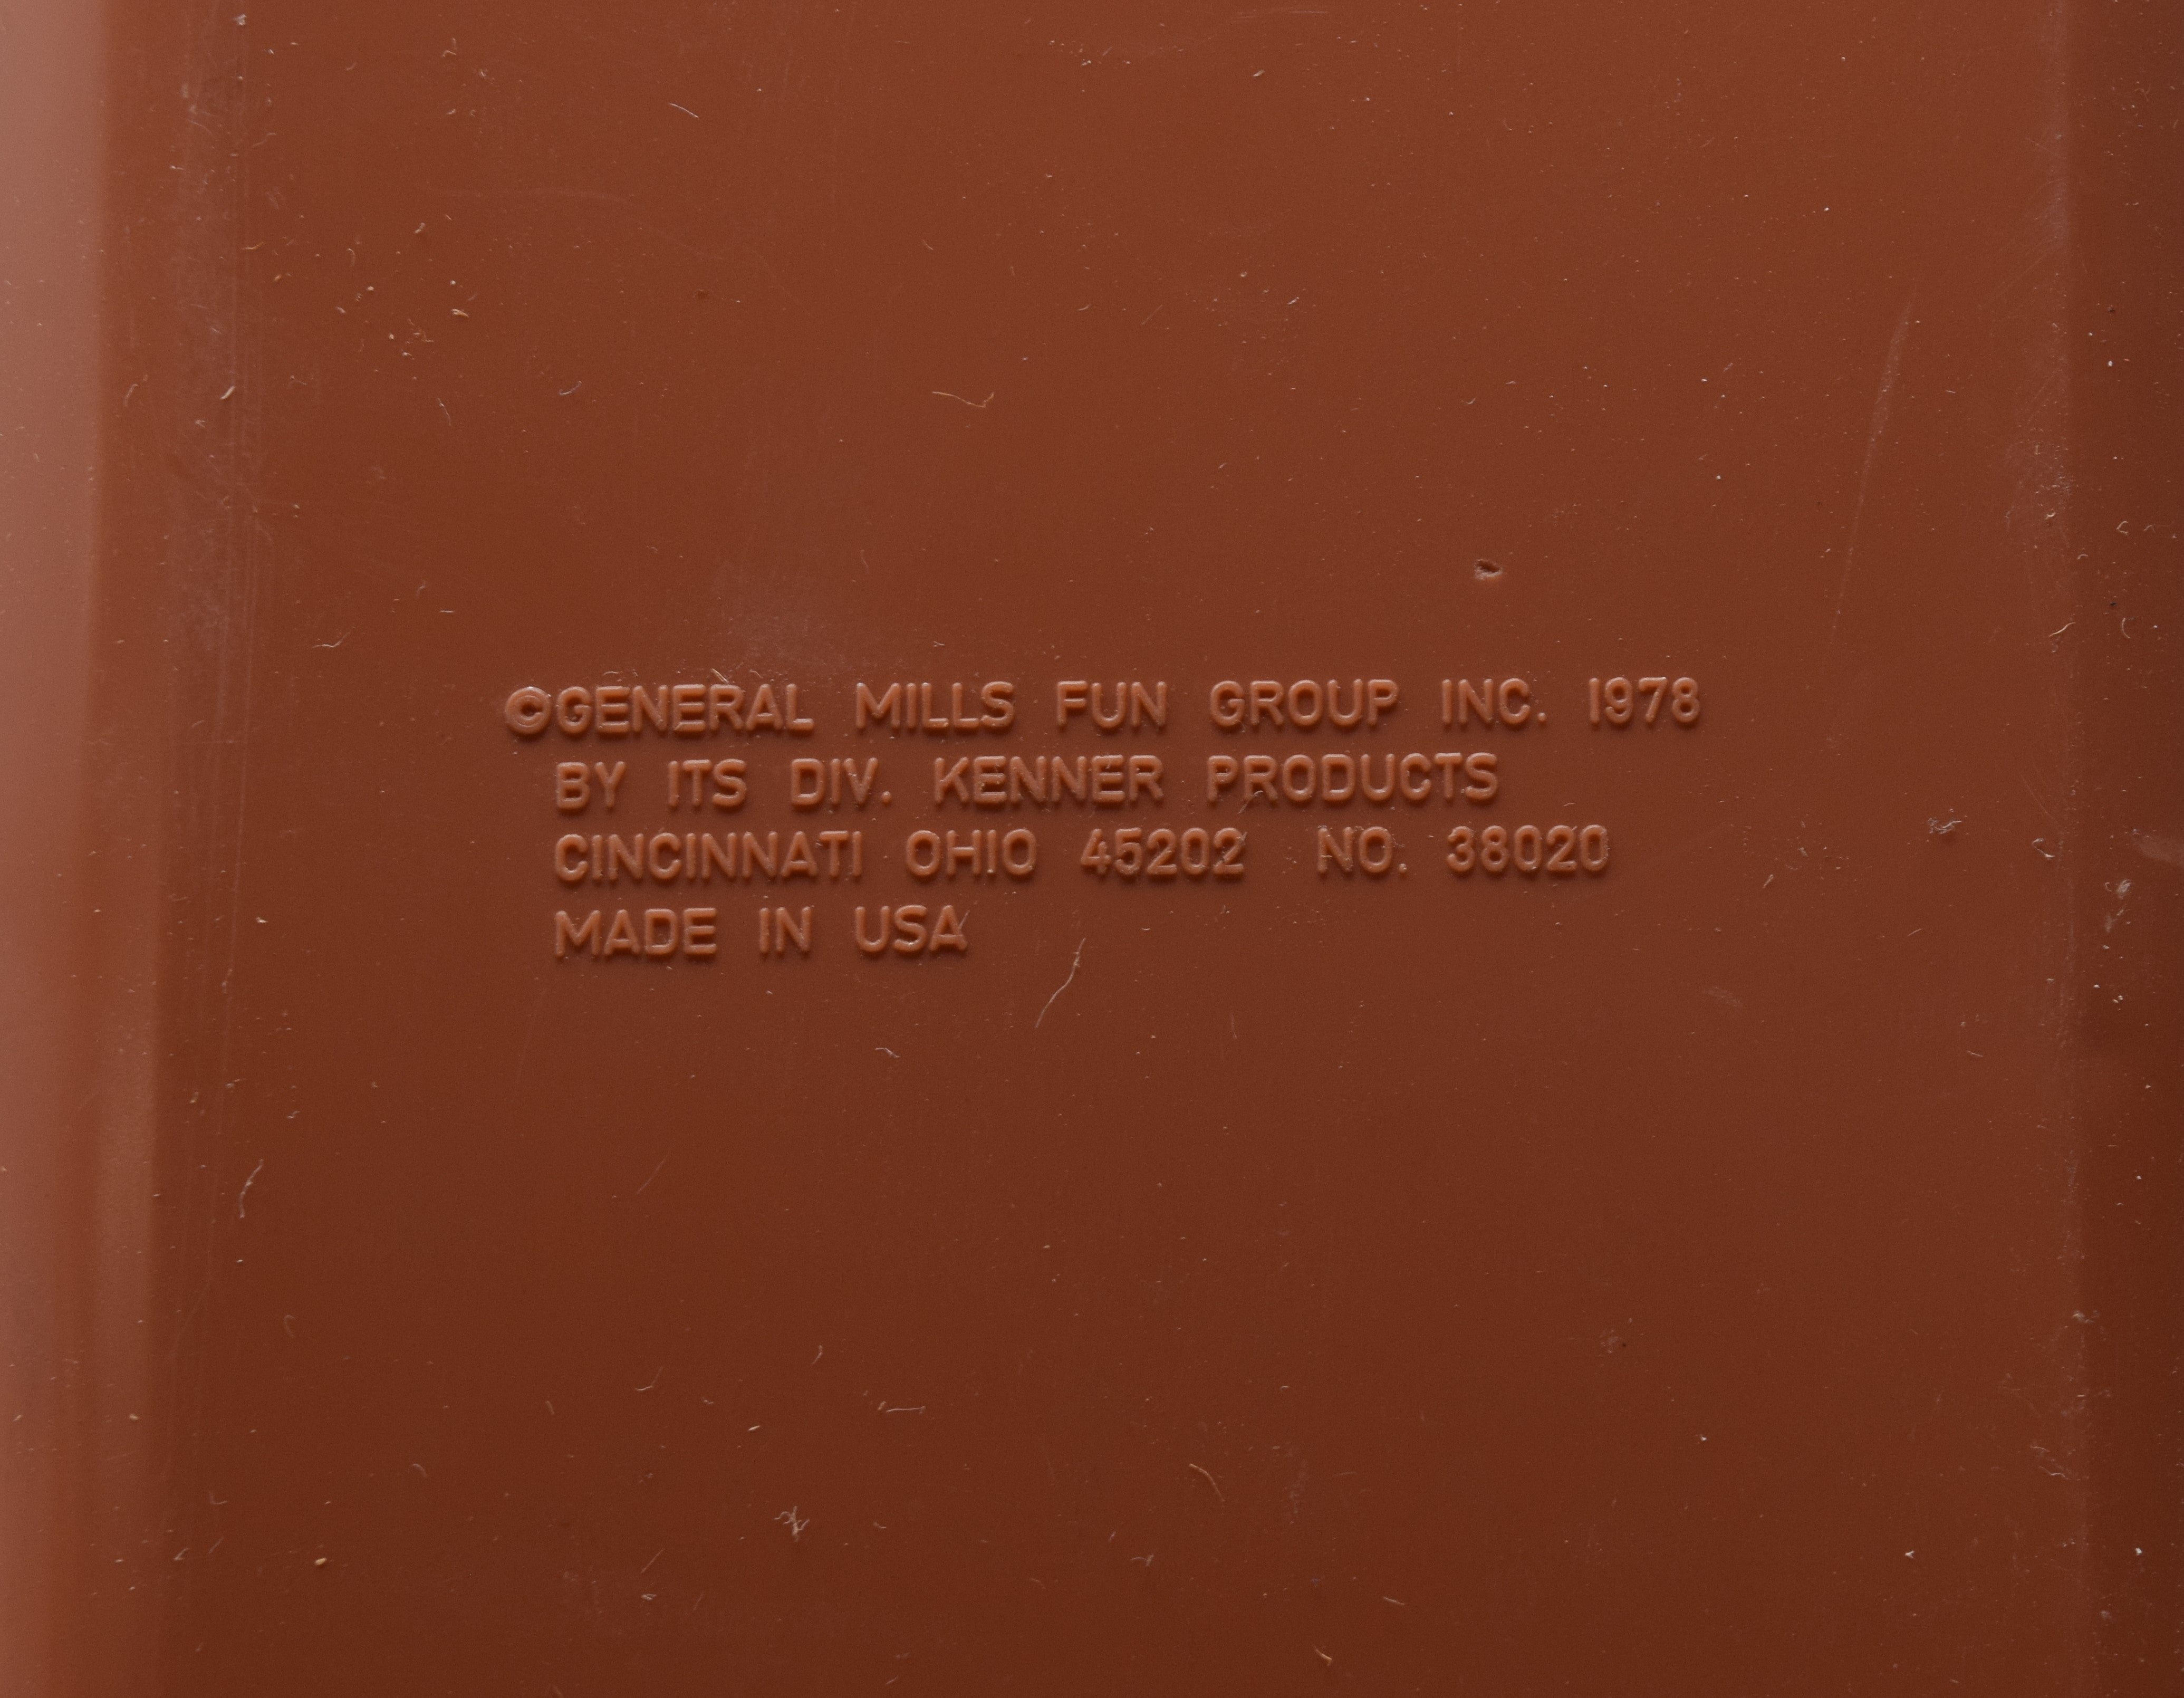 ©GENERAL MILLS FUN GROUP INC. 1978
BY ITS DIV. KENNER PRODUCTS
CINCINNATI OHIO 45202 NO. 38020
MADE IN USA